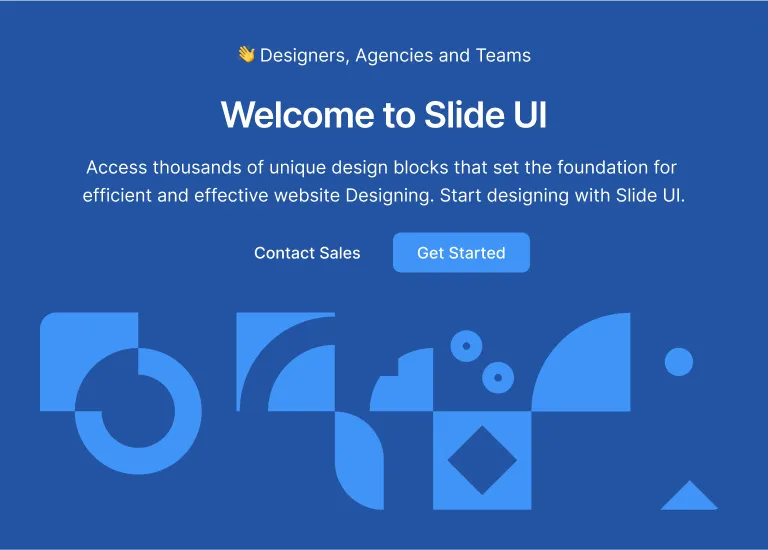 👋 Designers, Agencies and Teams
Welcome to Slide UI
Access thousands of unique design blocks that set the foundation for
efficient and effective website Designing. Start designing with Slide UI.
Contact Sales
Get Started